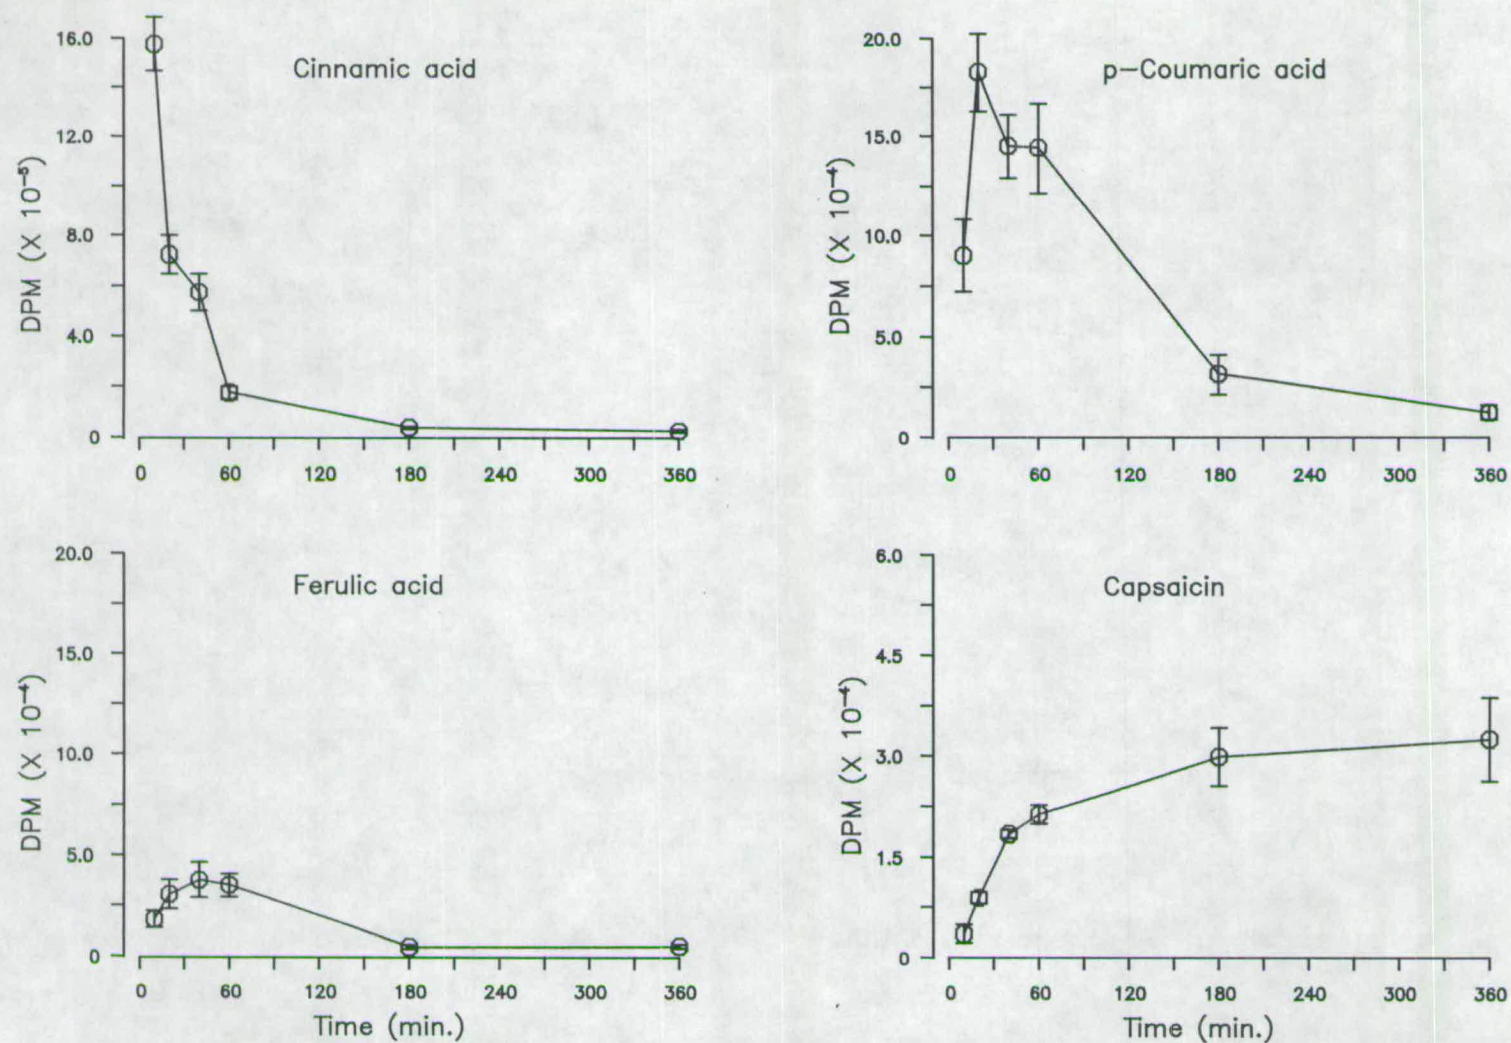 Cinnamic acid
DPM (X 10⁻⁵)
16.0
12.0
8.0
4.0
0
0 60 120 180 240 300 360
p-Coumaric acid
DPM (X 10⁻⁴)
20.0
15.0
10.0
5.0
0
0 60 120 180 240 300 360
Ferulic acid
DPM (X 10⁻⁴)
20.0
15.0
10.0
5.0
0
0 60 120 180 240 300 360
Time (min.)
Capsaicin
DPM (X 10⁻⁴)
6.0
4.5
3.0
1.5
0
0 60 120 180 240 300 360
Time (min.)